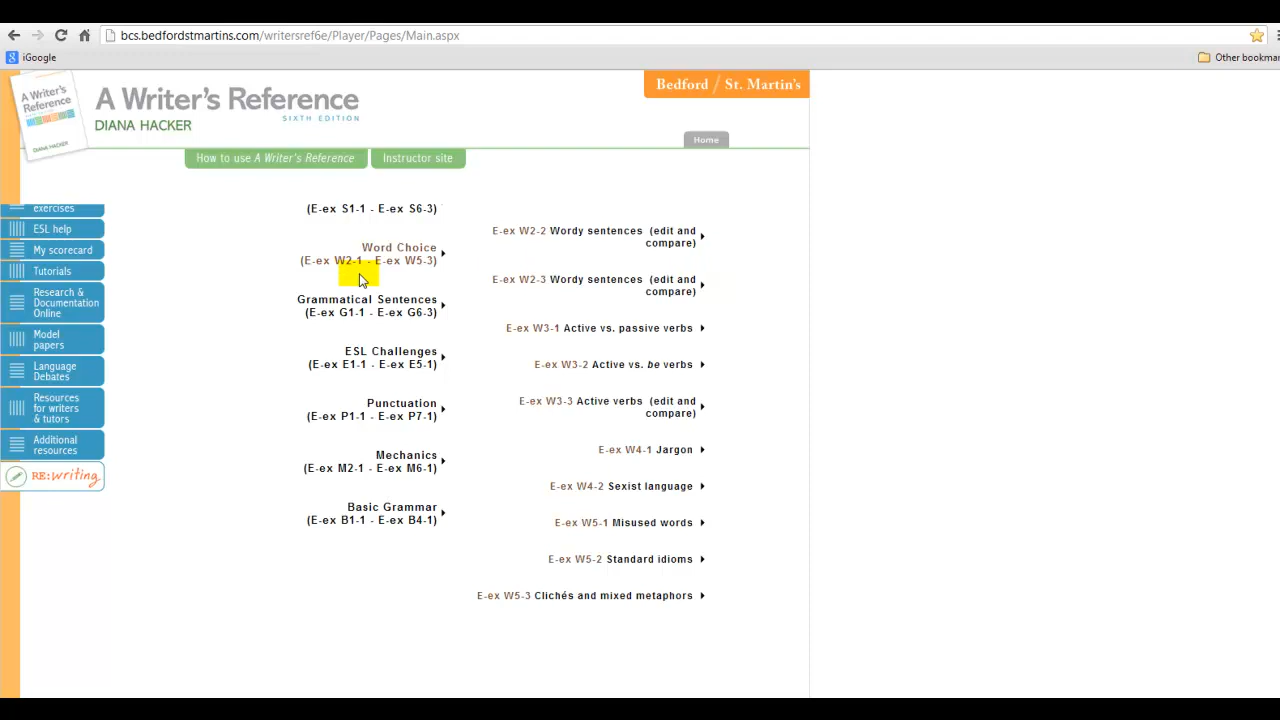 bcs.bedfordstmartins.com/writersref6e/Player/Pages/Main.aspx
iGoogle
Other bookmar
A Writer's
Reference
DIANA HACKER
A Writer's Reference
SIXTH EDITION
DIANA HACKER
Bedford / St. Martin's
Home
How to use A Writer's Reference
Instructor site
exercises
ESL help
My scorecard
Tutorials
Research &
Documentation
Online
Model
papers
Language
Debates
Resources
for writers
& tutors
Additional
resources
RE:writing
(E-ex S1-1 - E-ex S6-3)
Word Choice
(E-ex W2-1 - E-ex W5-3)
Grammatical Sentences
(E-ex G1-1 - E-ex G6-3)
ESL Challenges
(E-ex E1-1 - E-ex E5-1)
Punctuation
(E-ex P1-1 - E-ex P7-1)
Mechanics
(E-ex M2-1 - E-ex M6-1)
Basic Grammar
(E-ex B1-1 - E-ex B4-1)
E-ex W2-2 Wordy sentences (edit and
compare)
E-ex W2-3 Wordy sentences (edit and
compare)
E-ex W3-1 Active vs. passive verbs
E-ex W3-2 Active vs. be verbs
E-ex W3-3 Active verbs (edit and
compare)
E-ex W4-1 Jargon
E-ex W4-2 Sexist language
E-ex W5-1 Misused words
E-ex W5-2 Standard idioms
E-ex W5-3 Clichés and mixed metaphors